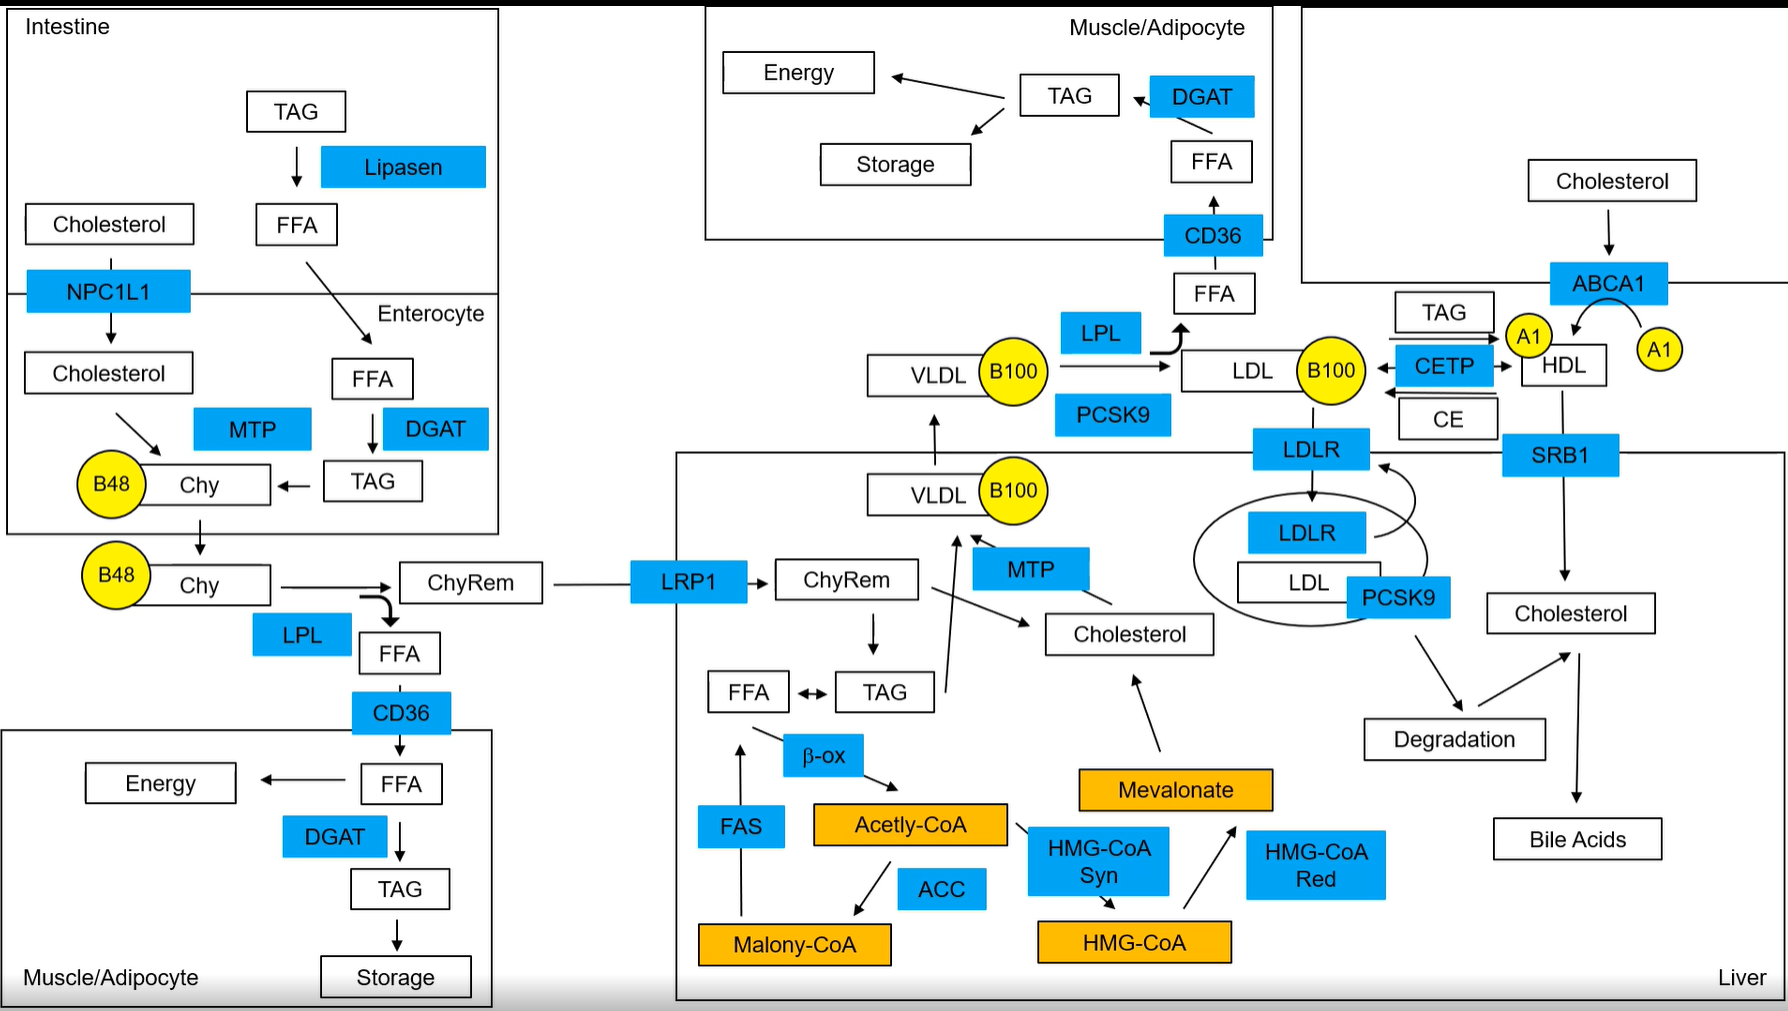 Intestine
TAG
Lipasen
Cholesterol
FFA
NPC1L1
Enterocyte
Cholesterol
FFA
MTP
DGAT
B48
Chy
TAG
B48
Chy
ChyRem
LPL
FFA
CD36
Energy
FFA
DGAT
TAG
Storage
Muscle/Adipocyte
Muscle/Adipocyte
Energy
TAG
DGAT
Storage
FFA
CD36
FFA
LPL
VLDL
B100
LDL
B100
PCSK9
Cholesterol
ABCA1
TAG
A1
A1
CETP
HDL
CE
LDLR
SRB1
VLDL
B100
LDLR
LRP1
ChyRem
MTP
LDL
PCSK9
Cholesterol
Cholesterol
FFA
TAG
Degradation
β-ox
Mevalonate
FAS
Acetly-CoA
HMG-CoA
Syn
HMG-CoA
Red
Bile Acids
ACC
Malony-CoA
HMG-CoA
Liver